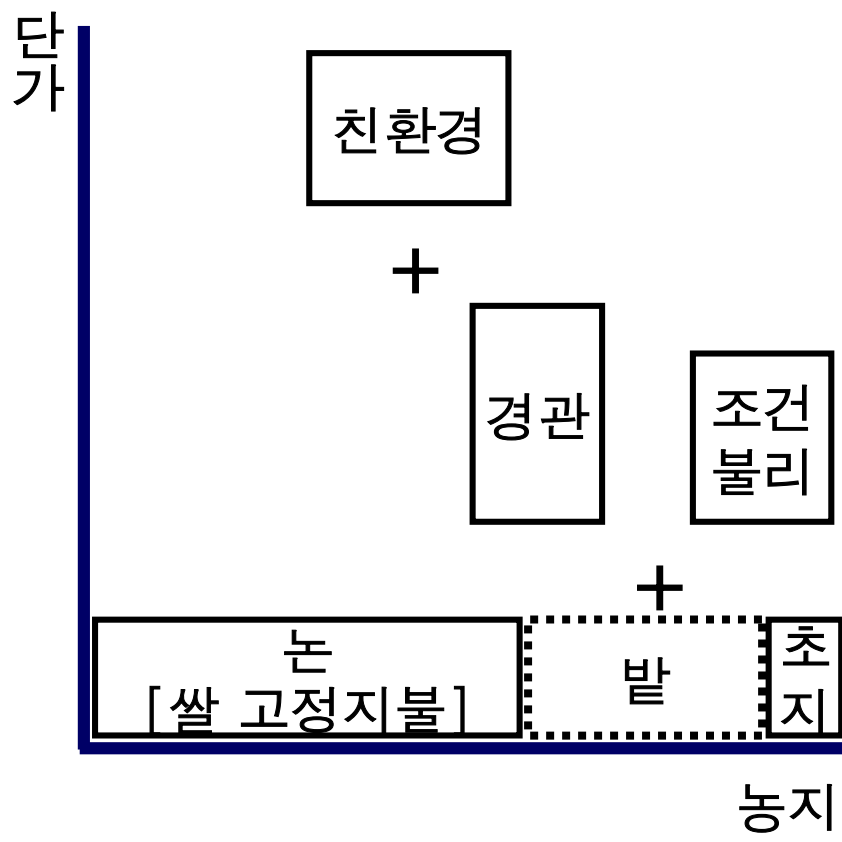 단
가
친환경
+
경관
조건
불리
+
논
[쌀 고정지불]
밭
초
지
농지